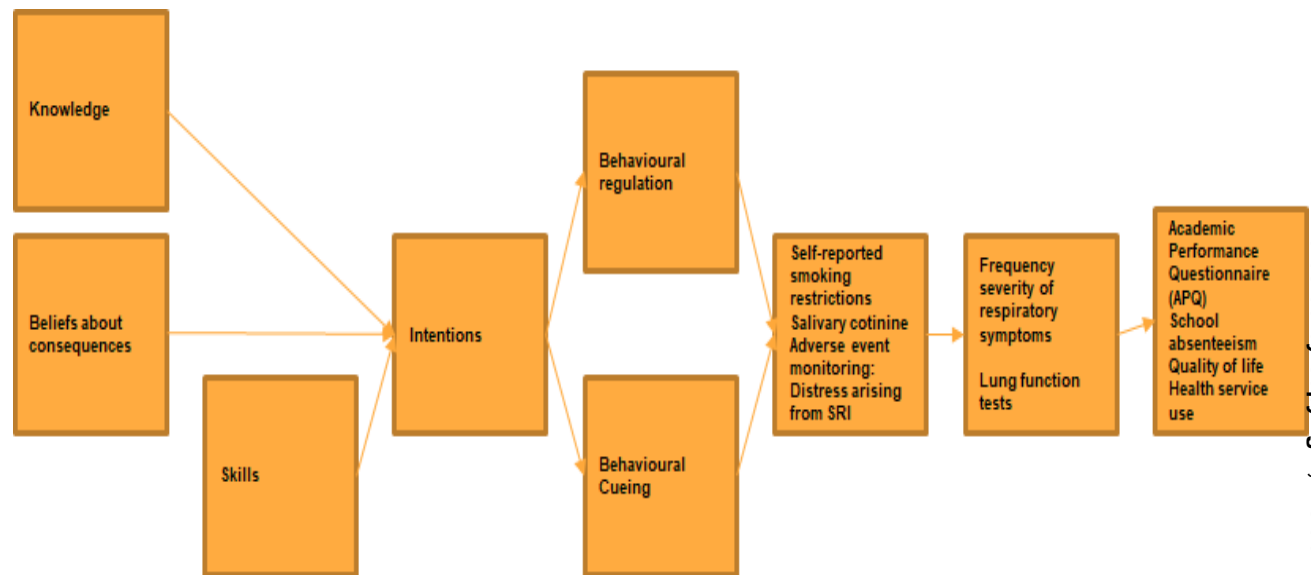 Knowledge
Beliefs about
consequences
Skills
Intentions
Behavioural
regulation
Behavioural
Cueing
Self-reported
smoking
restrictions
Salivary cotinine
Adverse event
monitoring:
Distress arising
from SRI
Frequency
severity of
respiratory
symptoms
Lung function
tests
Academic
Performance
Questionnaire
(APQ)
School
absenteeism
Quality of life
Health service
use